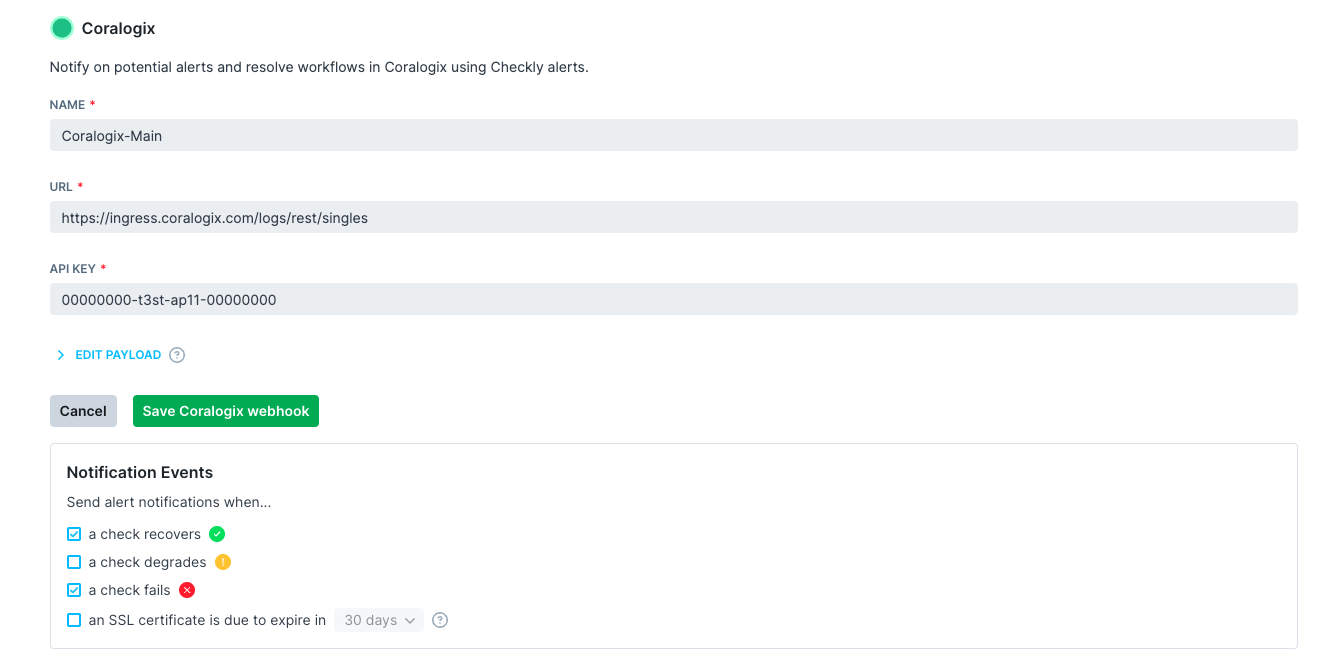 Coralogix
Notify on potential alerts and resolve workflows in Coralogix using Checkly alerts.
NAME *
Coralogix-Main
URL *
https://ingress.coralogix.com/logs/rest/singles
API KEY *
00000000-t3st-ap11-00000000
EDIT PAYLOAD ?
Cancel Save Coralogix webhook
Notification Events
Send alert notifications when...
a check recovers
a check degrades !
a check fails
an SSL certificate is due to expire in 30 days ?